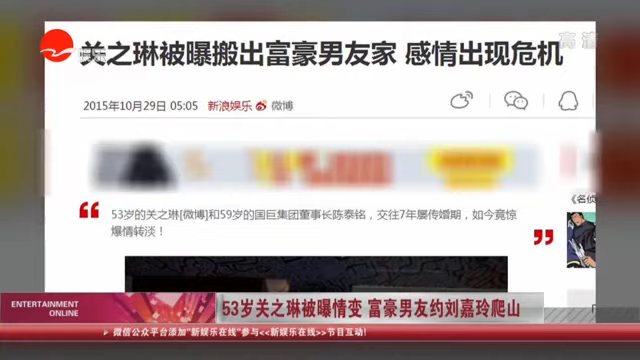 高清
关之琳被曝搬出富豪男友家 感情出现危机
2015年10月29日 05:05 新浪娱乐 微博
《名侦
53岁的关之琳[微博]和59岁的国巨集团董事长陈泰铭，交往7年屡传婚期，如今竟惊
爆情转淡！
ENTERTAINMENT
ONLINE
53岁关之琳被曝情变 富豪男友约刘嘉玲爬山
微信公众平台添加"新娱乐在线"参与<<新娱乐在线>>节目互动!